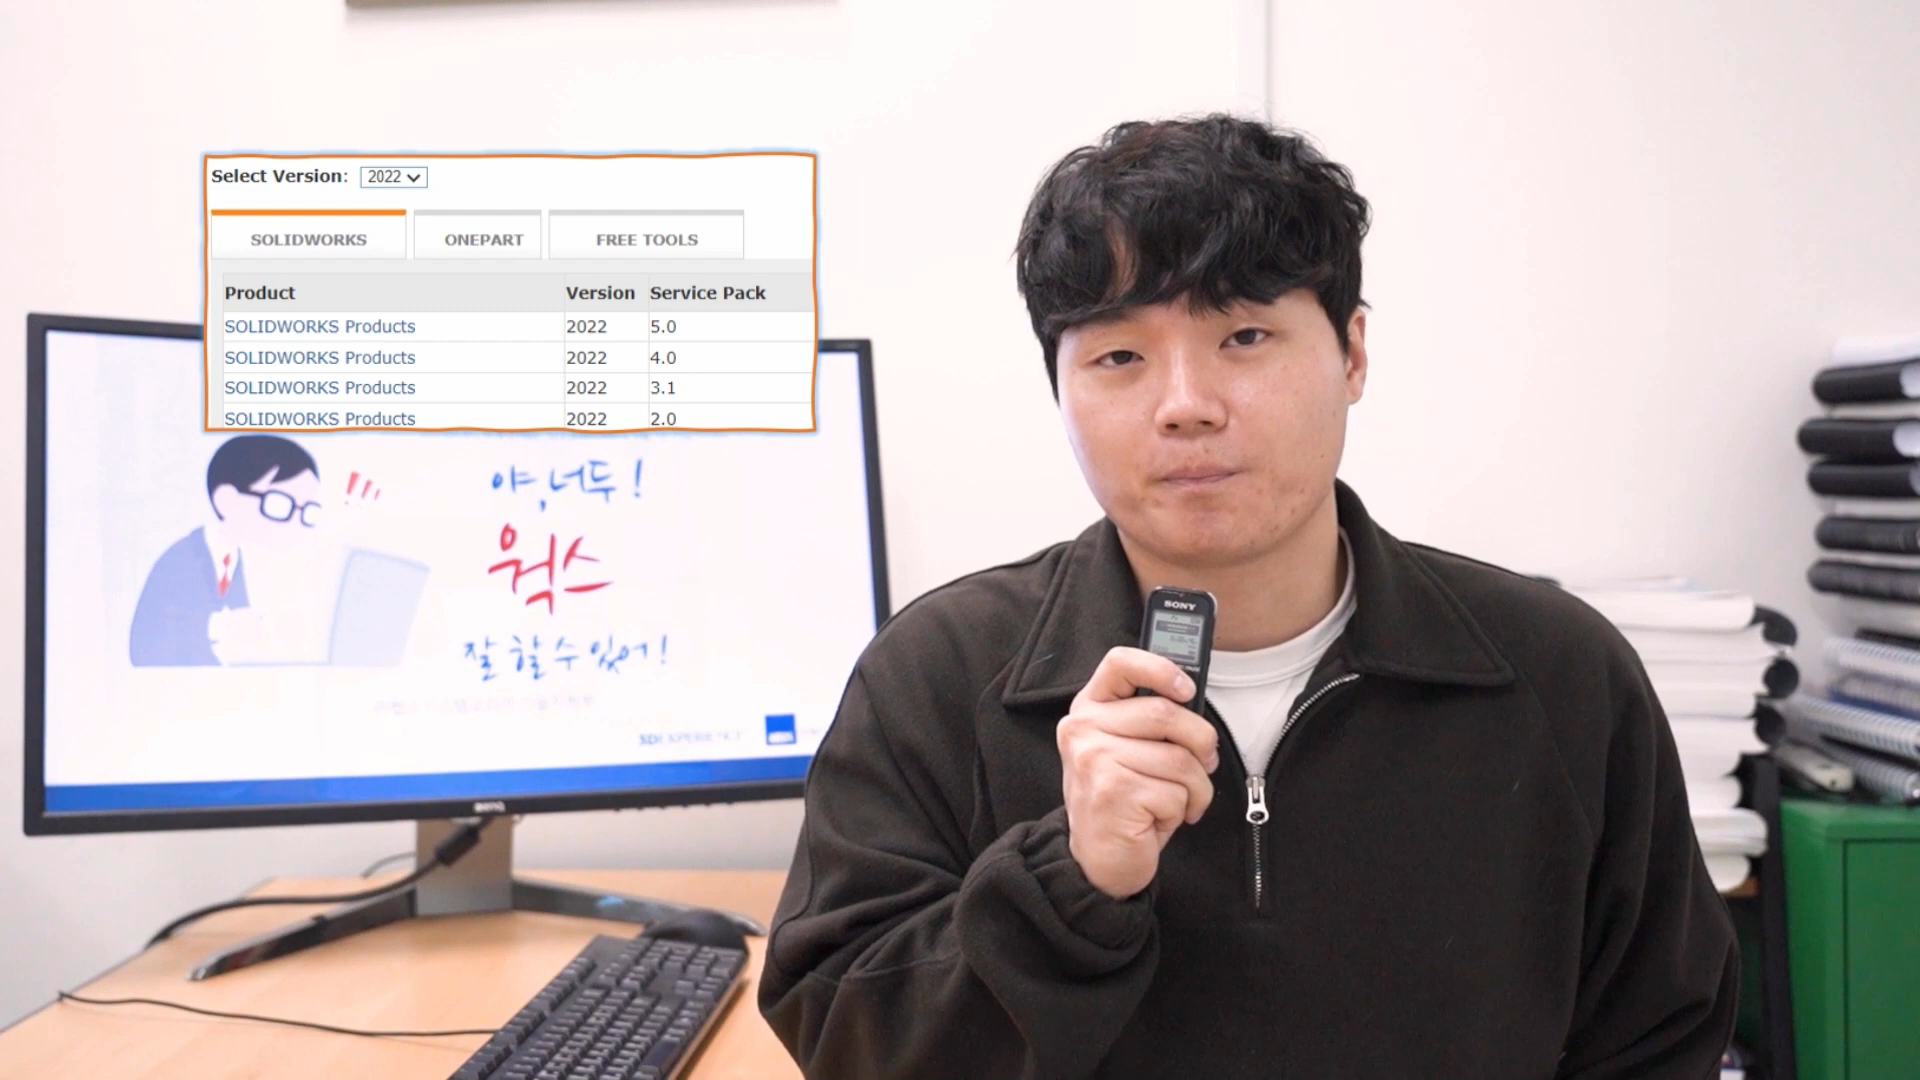 Select Version: 2022
SOLIDWORKS ONEPART FREE TOOLS
Product Version Service Pack
SOLIDWORKS Products 2022 5.0
SOLIDWORKS Products 2022 4.0
SOLIDWORKS Products 2022 3.1
SOLIDWORKS Products 2022 2.0
!!!
야, 너두!
웍스
잘 할 수 있어!
BenQ
SONY